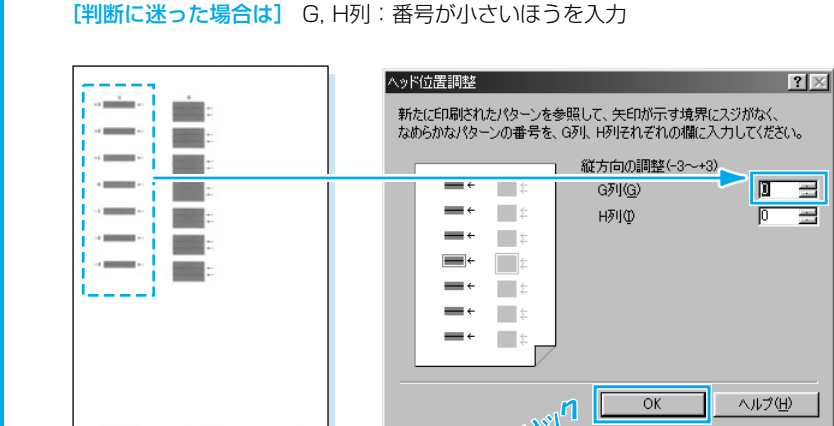 [判断に迷った場合は] G, H列：番号が小さいほうを入力
ヘッド位置調整
新たに印刷されたパターンを参照して、矢印が示す境界にスジがなく、
なめらかなパターンの番号を、G列、H列それぞれの欄に入力してください。
縦方向の調整(-3～+3)
G列(G) 0
H列(I) 0
OK ヘルプ(H)